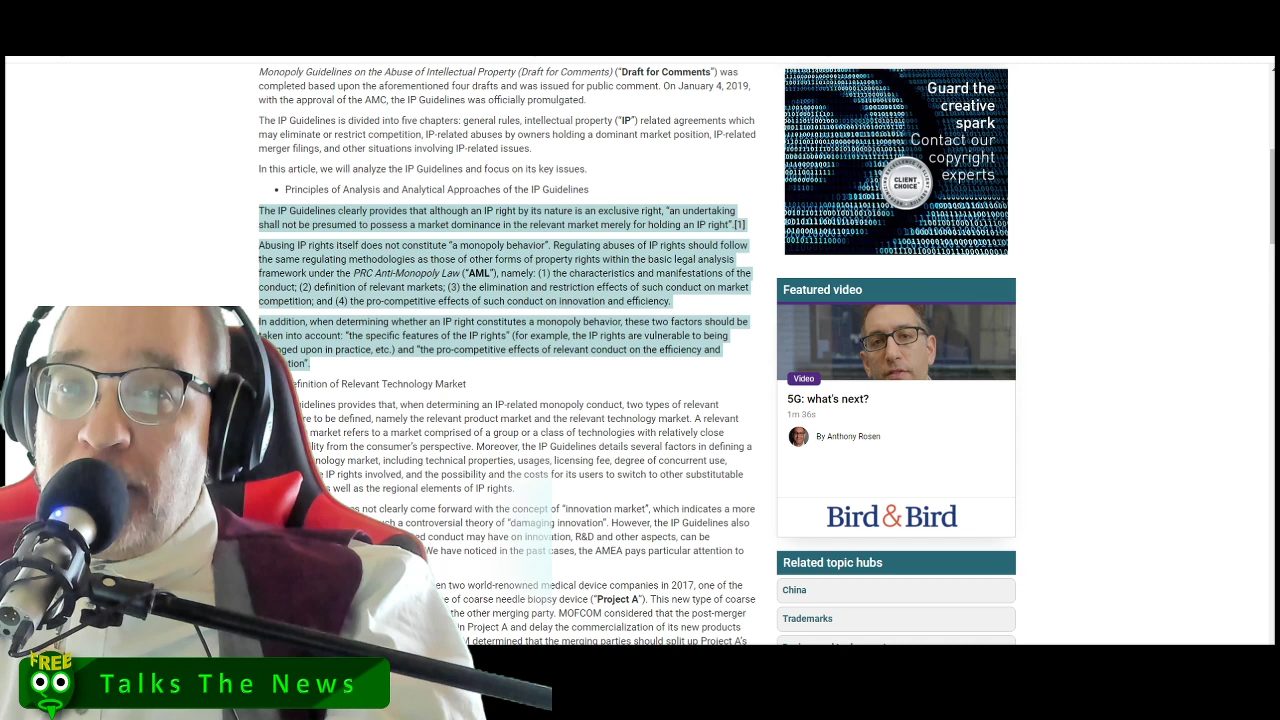 Monopoly Guidelines on the Abuse of Intellectual Property (Draft for Comments) (“Draft for Comments”) was
completed based upon the aforementioned four drafts and was issued for public comment. On January 4, 2019,
with the approval of the AMC, the IP Guidelines was officially promulgated.
The IP Guidelines is divided into five chapters: general rules, intellectual property (“IP”) related agreements which
may eliminate or restrict competition, IP-related abuses by owners holding a dominant market position, IP-related
merger filings, and other situations involving IP-related issues.
In this article, we will analyze the IP Guidelines and focus on its key issues.
• Principles of Analysis and Analytical Approaches of the IP Guidelines
The IP Guidelines clearly provides that although an IP right by its nature is an exclusive right, “an undertaking
shall not be presumed to possess a market dominance in the relevant market merely for holding an IP right”.[1]
Abusing IP rights itself does not constitute “a monopoly behavior”. Regulating abuses of IP rights should follow
the same regulating methodologies as those of other forms of property rights within the basic legal analysis
framework under the PRC Anti-Monopoly Law (“AML”), namely: (1) the characteristics and manifestations of the
conduct; (2) definition of relevant markets; (3) the elimination and restriction effects of such conduct on market
competition; and (4) the pro-competitive effects of such conduct on innovation and efficiency.
In addition, when determining whether an IP right constitutes a monopoly behavior, these two factors should be
taken into account: “the specific features of the IP rights” (for example, the IP rights are vulnerable to being
upon in practice, etc.) and “the pro-competitive effects of relevant conduct on the efficiency and
of Relevant Technology Market
provides that, when determining an IP-related monopoly conduct, two types of relevant
to be defined, namely the relevant product market and the relevant technology market. A relevant
market refers to a market comprised of a group or a class of technologies with relatively close
from the consumer’s perspective. Moreover, the IP Guidelines details several factors in defining a
market, including technical properties, usages, licensing fee, degree of concurrent use,
IP rights involved, and the possibility and the costs for its users to switch to other substitutable
well as the regional elements of IP rights.
not clearly come forward with the concept of “innovation market”, which indicates a more
a controversial theory of “damaging innovation”. However, the IP Guidelines also
conduct may have on innovation, R&D and other aspects, can be
We have noticed in the past cases, the AMEA pays particular attention to
two world-renowned medical device companies in 2017, one of the
of coarse needle biopsy device (“Project A”). This new type of coarse
the other merging party. MOFCOM considered that the post-merger
in Project A and delay the commercialization of its new products
determined that the merging parties should split up Project A’s
Guard the
creative
spark
Contact our
copyright
experts
CLIENT
CHOICE
Featured video
Video
5G: what's next?
1m 36s
By Anthony Rosen
Bird & Bird
Related topic hubs
China
Trademarks
FREE
Talks The News